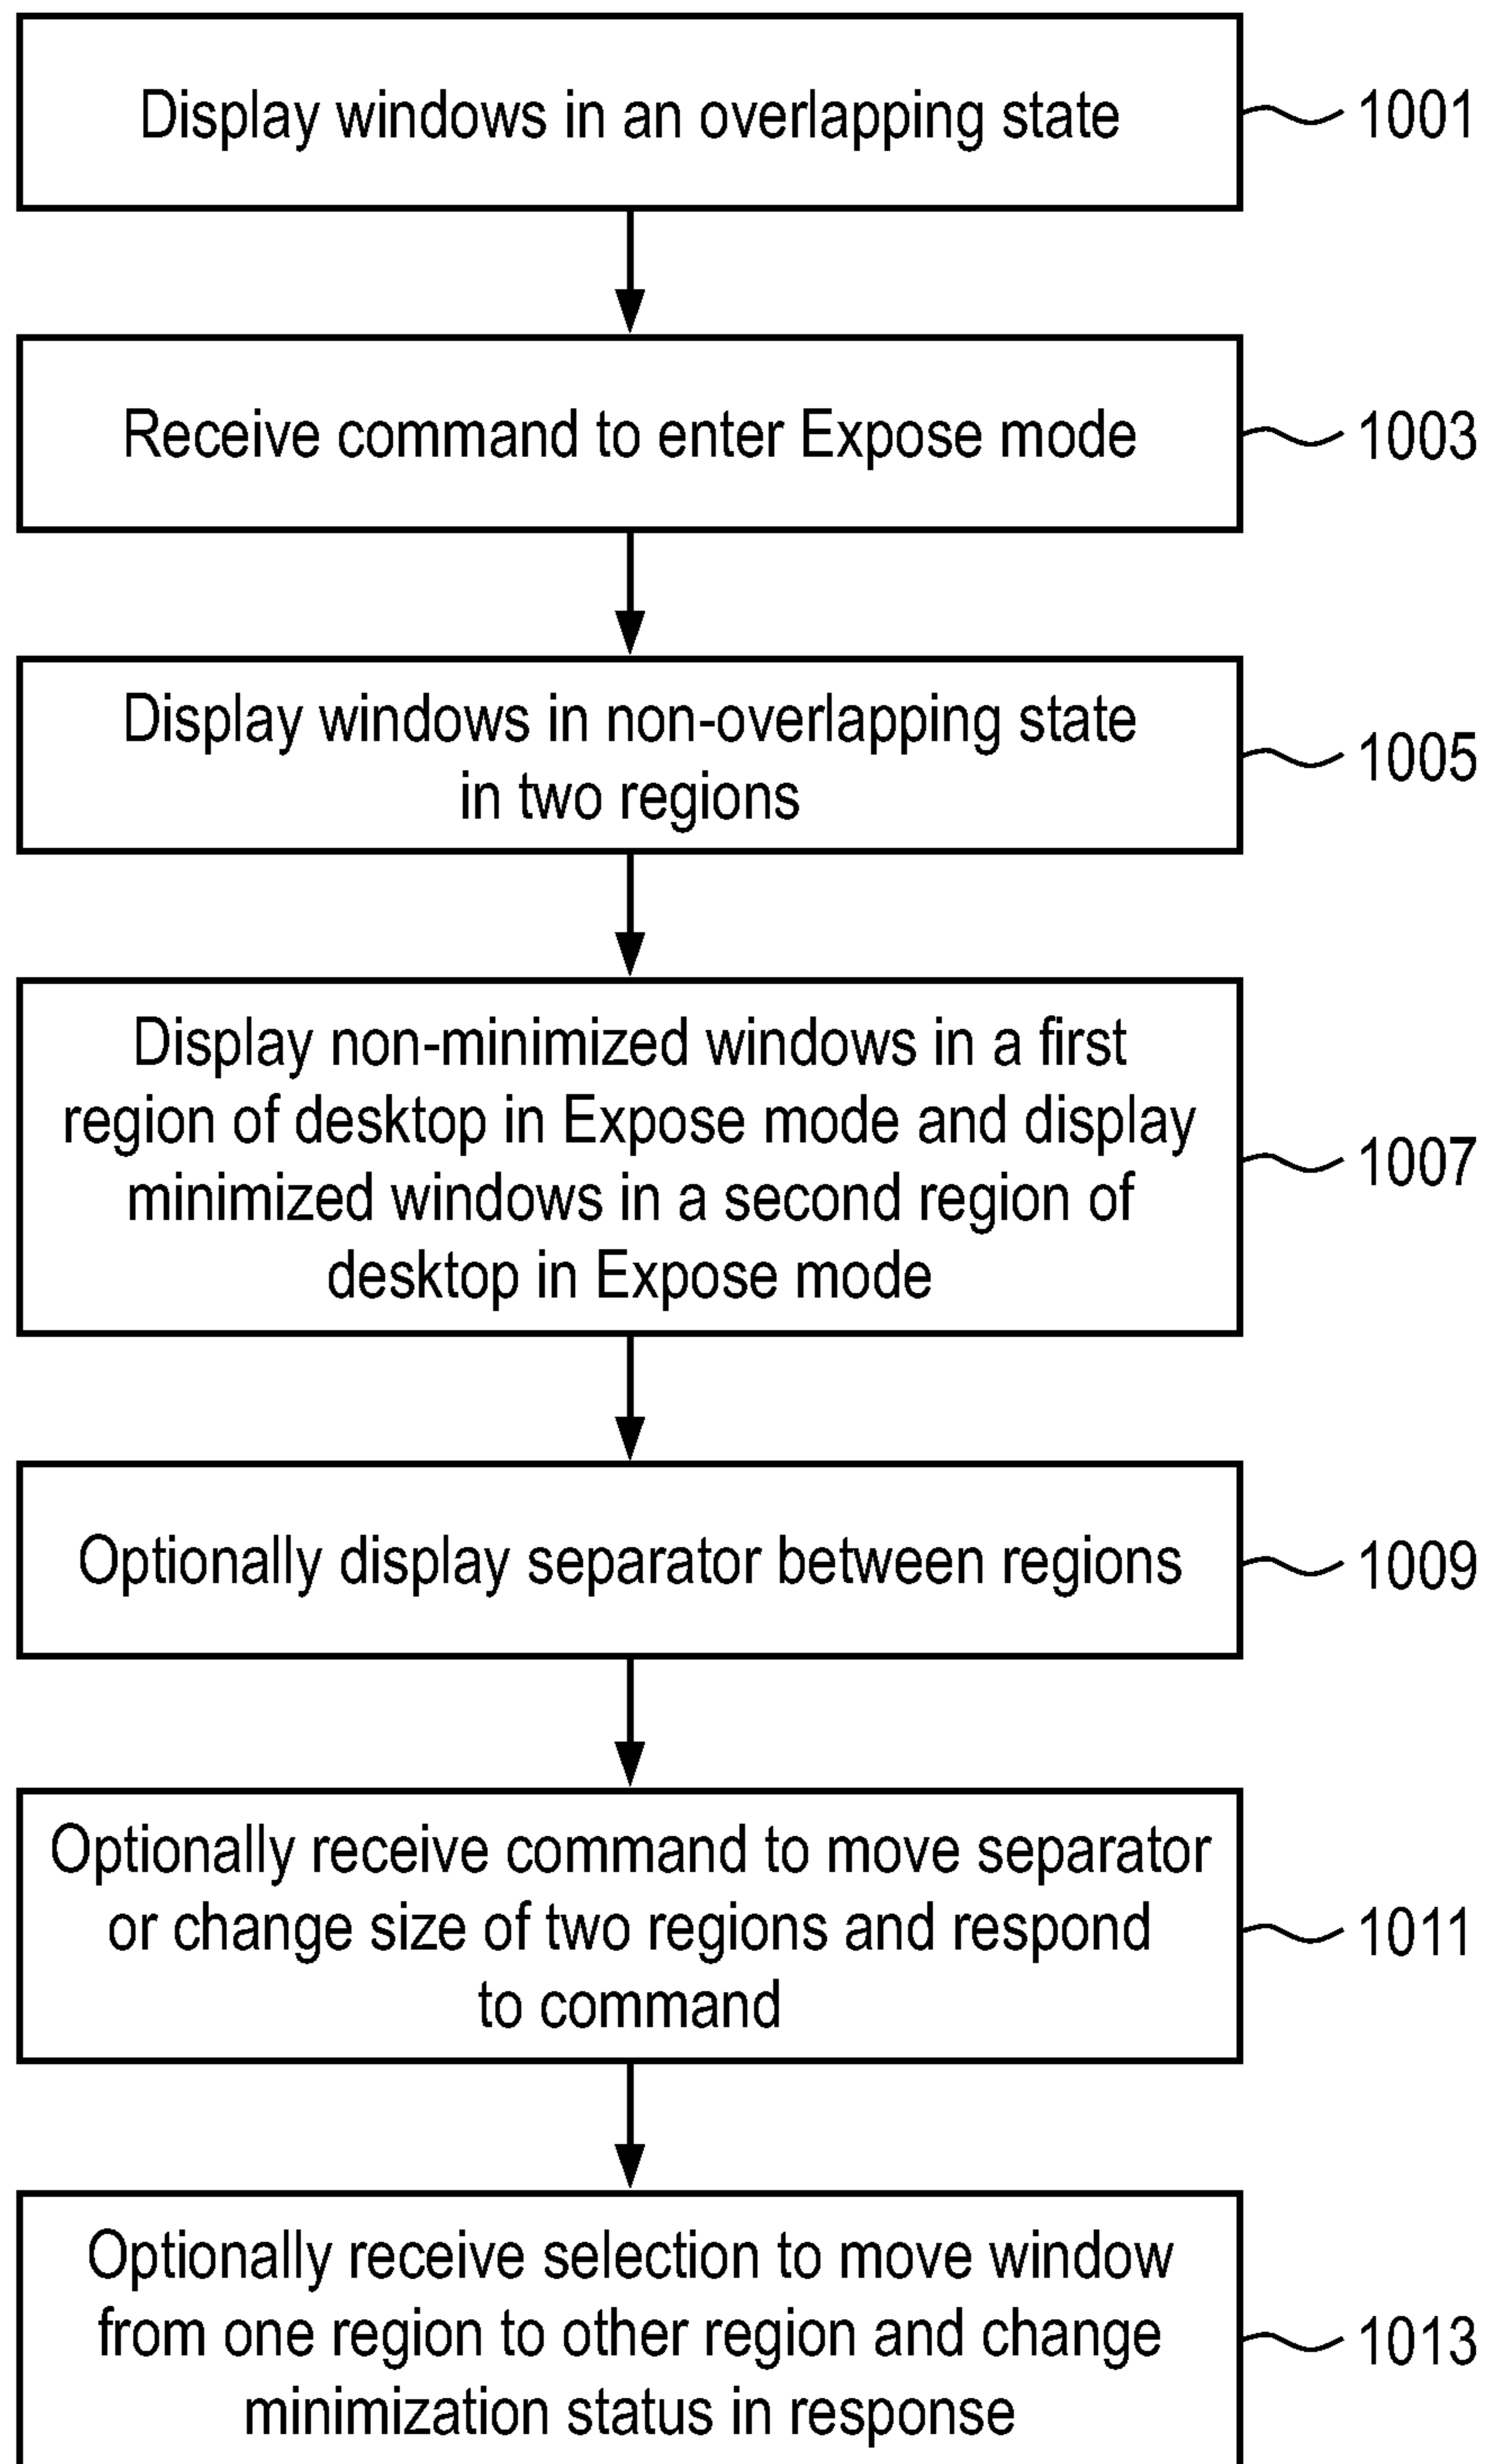 Display windows in an overlapping state
1001
Receive command to enter Expose mode
1003
Display windows in non-overlapping state
in two regions
1005
Display non-minimized windows in a first
region of desktop in Expose mode and display
minimized windows in a second region of
desktop in Expose mode
1007
Optionally display separator between regions
1009
Optionally receive command to move separator
or change size of two regions and respond
to command
1011
Optionally receive selection to move window
from one region to other region and change
minimization status in response
1013